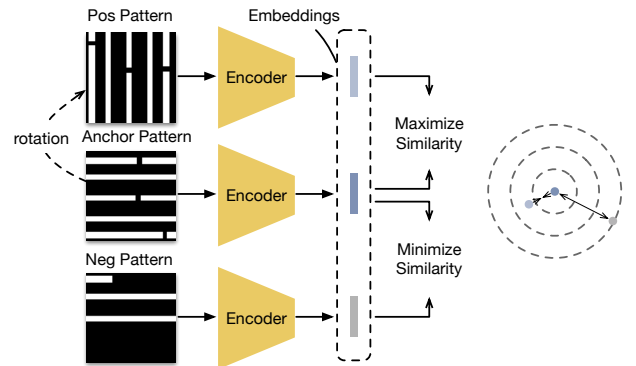 Pos Pattern
Embeddings
Encoder
rotation
Anchor Pattern
Maximize
Similarity
Encoder
Minimize
Similarity
Neg Pattern
Encoder